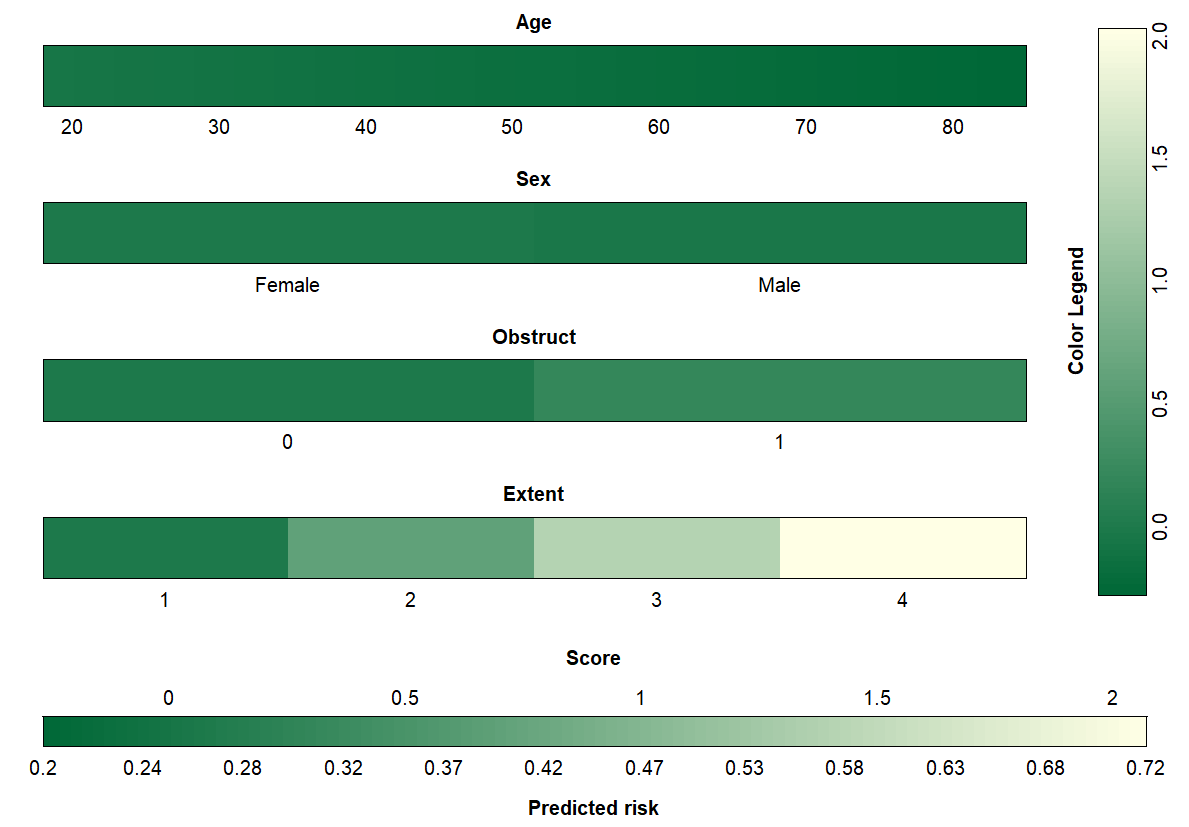 Age
20 30 40 50 60 70 80
Sex
Female Male
Obstruct
0 1
Extent
1 2 3 4
Score
0 0.5 1 1.5 2
0.2 0.24 0.28 0.32 0.37 0.42 0.47 0.53 0.58 0.63 0.68 0.72
Predicted risk
Color Legend
0.0 0.5 1.0 1.5 2.0